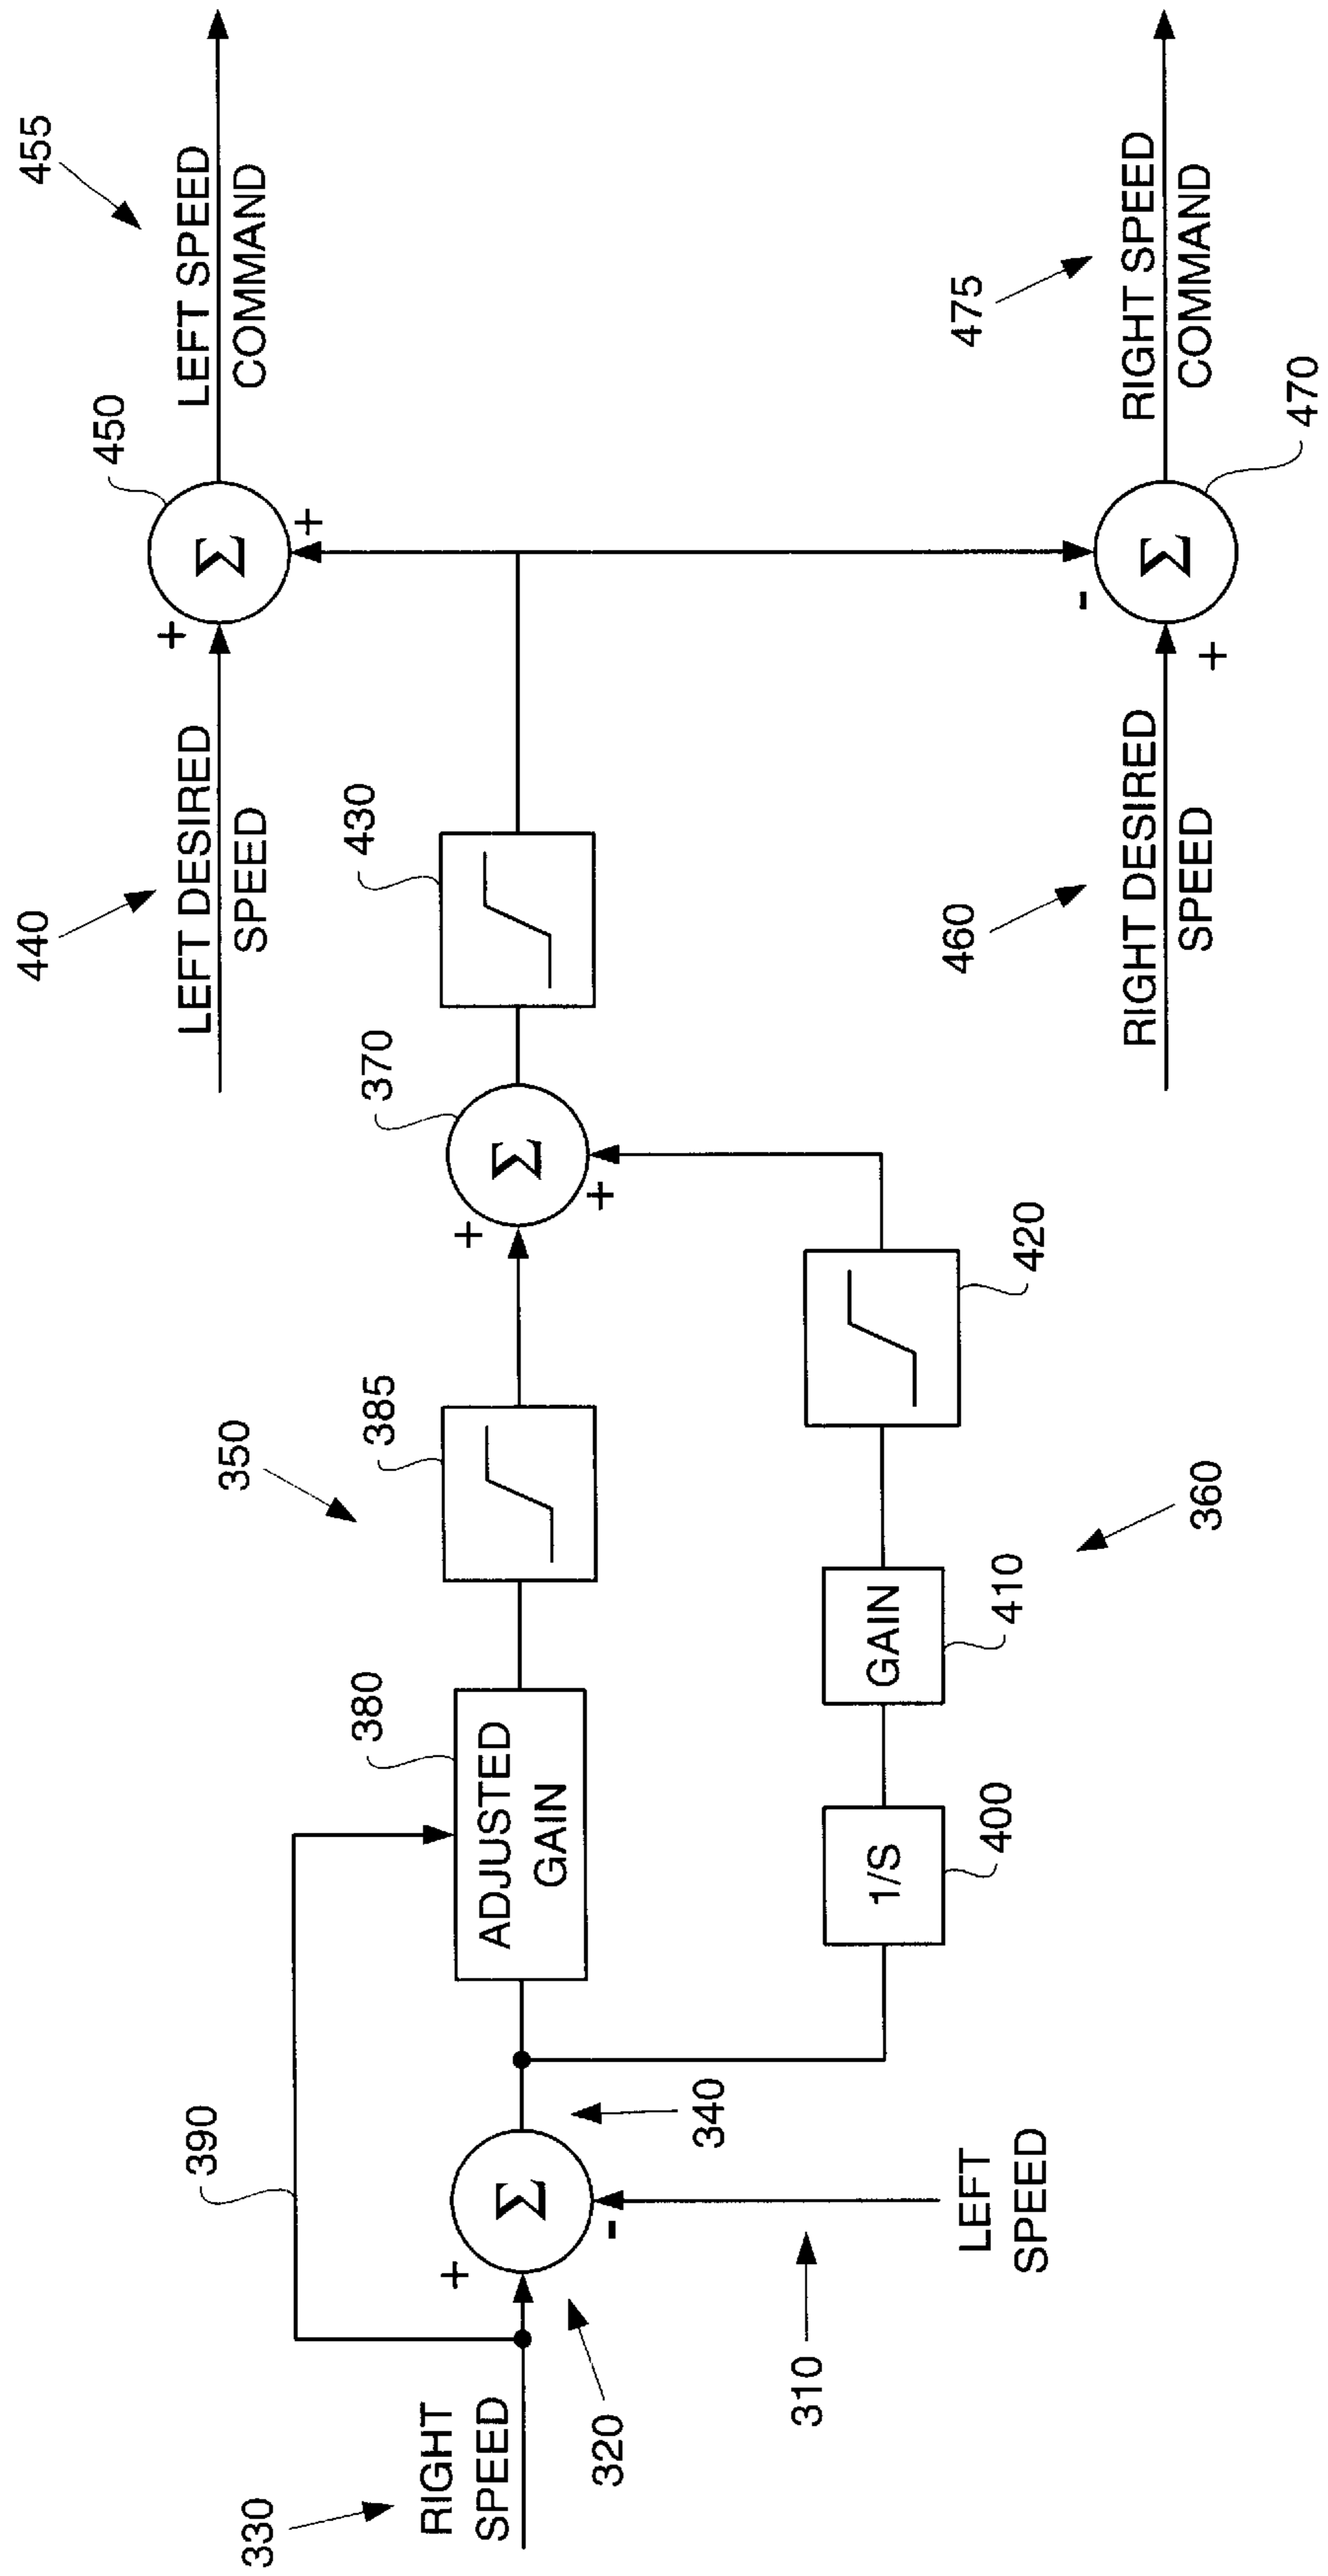 455
LEFT SPEED
COMMAND
450
+
Σ
+
440
LEFT DESIRED
SPEED
475
RIGHT SPEED
COMMAND
470
-
Σ
+
460
RIGHT DESIRED
SPEED
430
370
Σ
+
+
350
385
420
380
ADJUSTED
GAIN
390
360
GAIN
410
1/S
400
340
+
Σ
-
320
330
RIGHT
SPEED
310
LEFT
SPEED